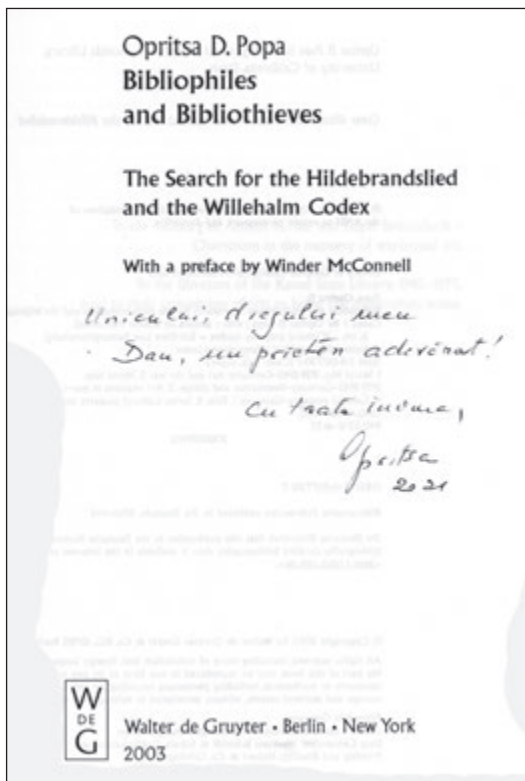 Opritsa D. Popa
Bibliophiles
and Bibliothieves
The Search for the Hildebrandslied
and the Willehalm Codex
With a preface by Winder McConnell
Unicului, dragului meu
Dan, un prieten adevărat!
Cu toată inima,
Opritsa
2021
W
DE
G
Walter de Gruyter • Berlin • New York
2003